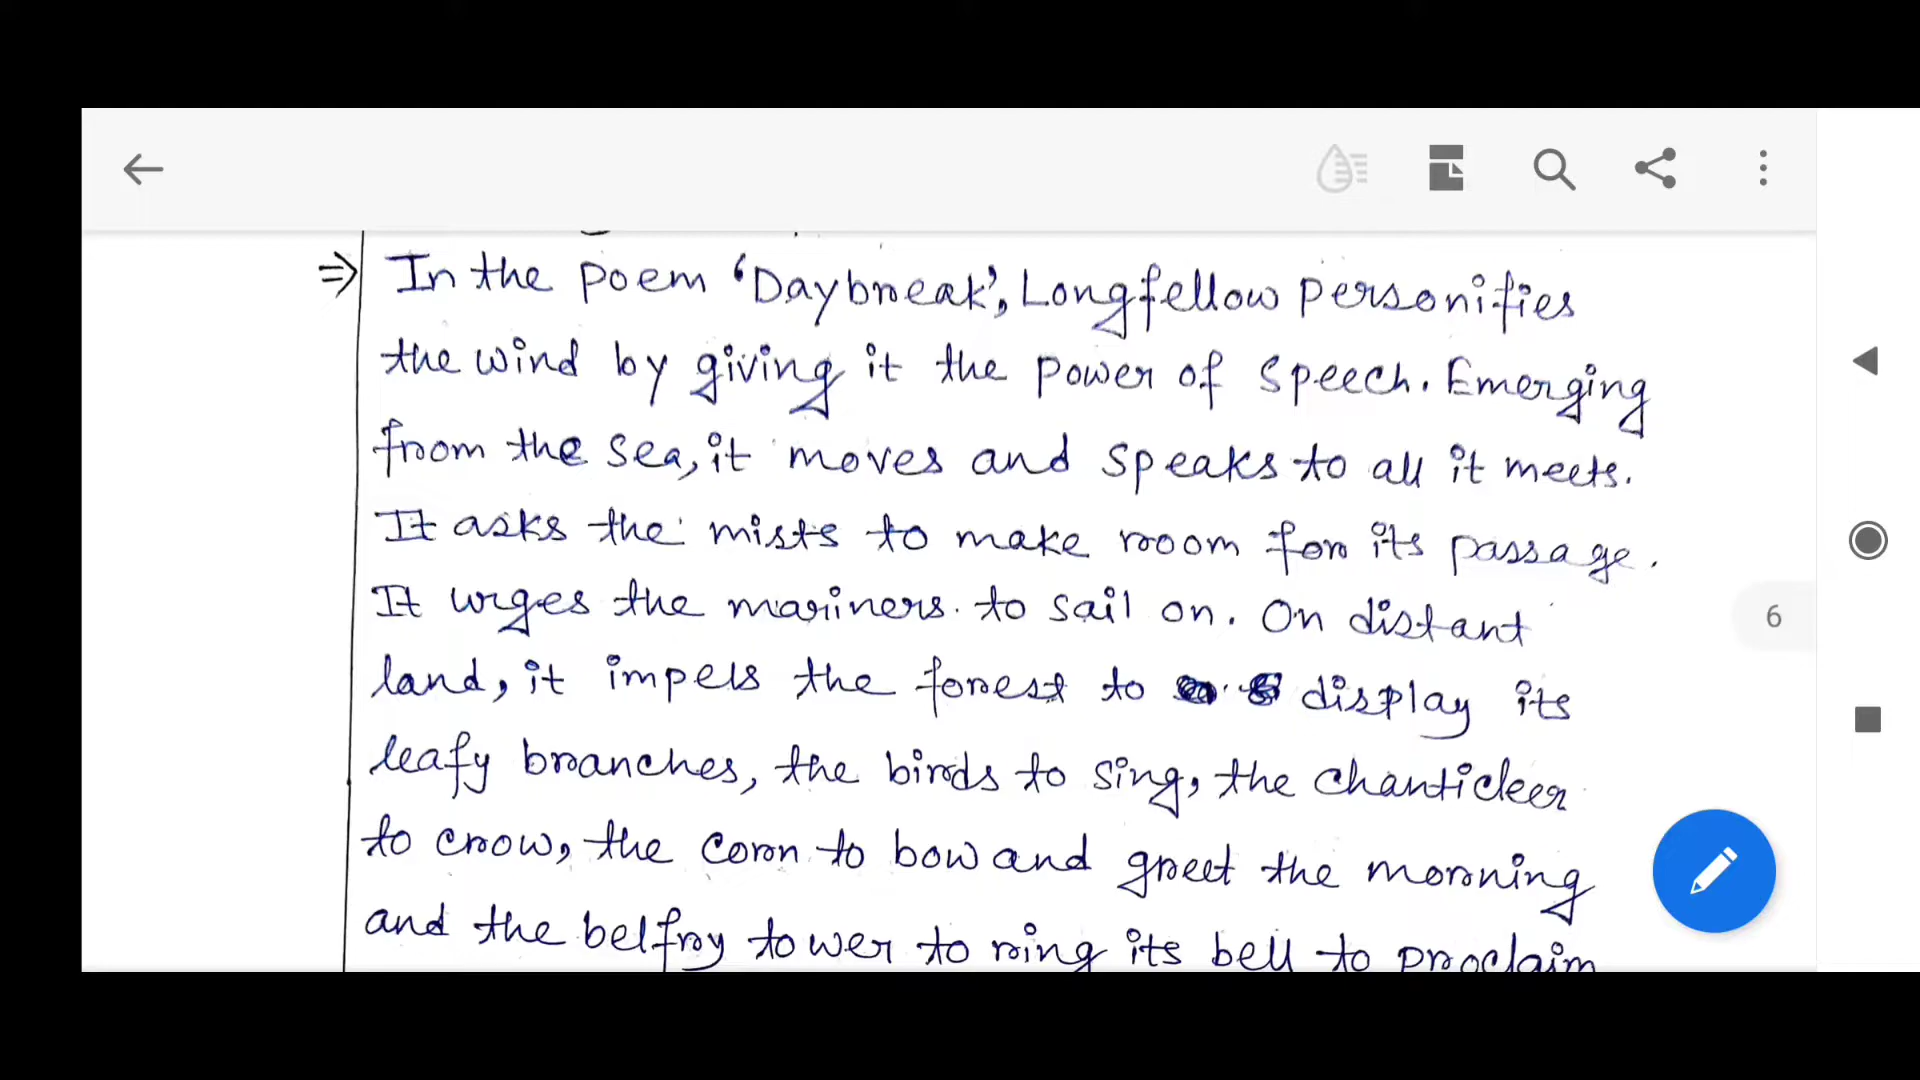 ⇒ In the poem 'Daybreak', Longfellow personifies
the wind by giving it the power of speech. Emerging
from the sea, it moves and speaks to all it meets.
It asks the mists to make room for its passage.
It urges the mariners. to sail on. On distant
6
land, it impels the forest to display its
leafy branches, the birds to sing, the chanticleer
to crow, the corn to bow and greet the morning
and the belfry tower to ring its bell to proclaim